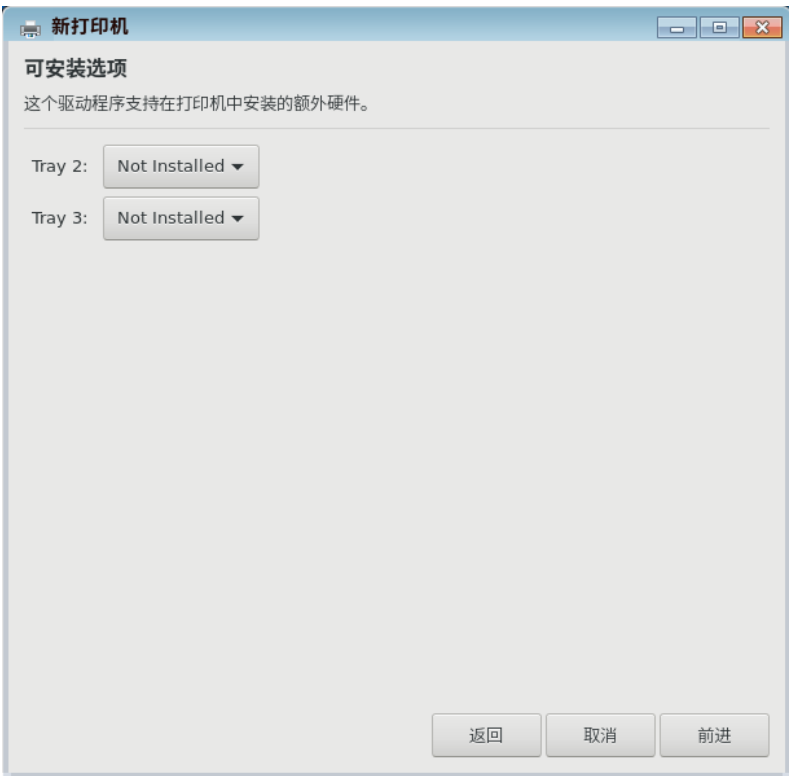 新打印机
可安装选项
这个驱动程序支持在打印机中安装的额外硬件。
Tray 2: Not Installed
Tray 3: Not Installed
返回 取消 前进